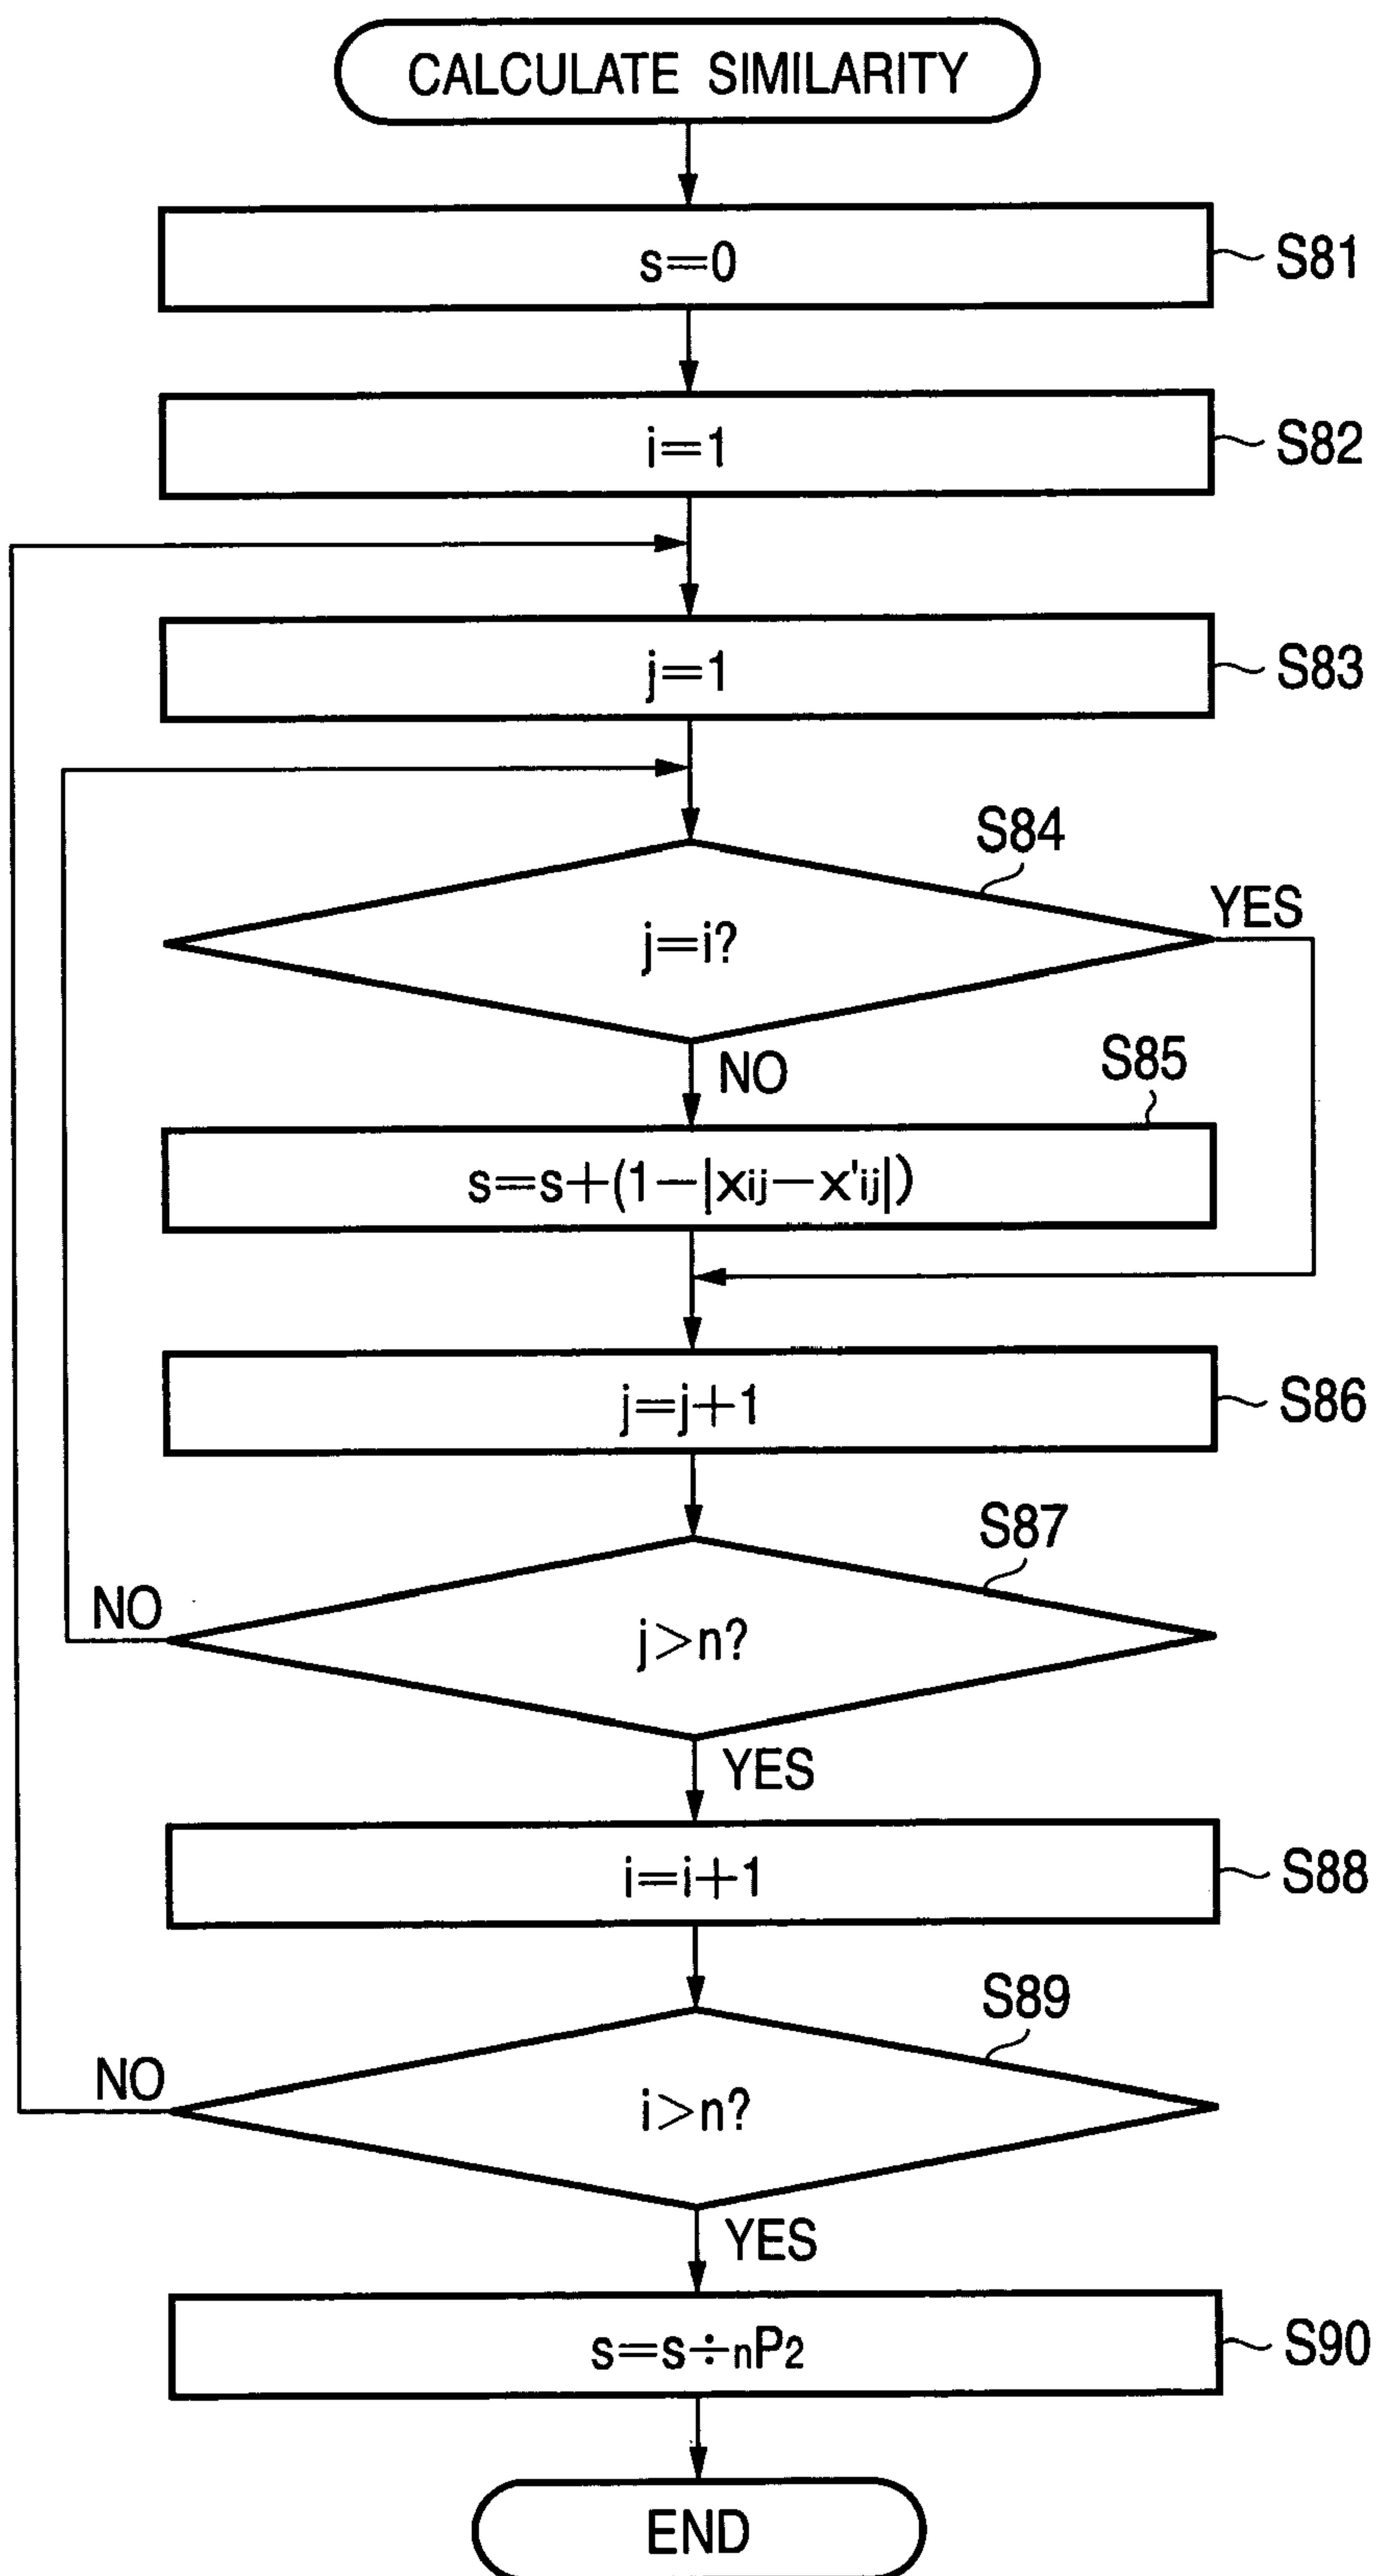 CALCULATE SIMILARITY
s=0
S81
i=1
S82
j=1
S83
S84
YES
j=i?
NO
S85
s=s+(1-|xij-x'ij|)
j=j+1
S86
S87
NO
j>n?
YES
i=i+1
S88
S89
NO
i>n?
YES
s=s÷nP2
S90
END